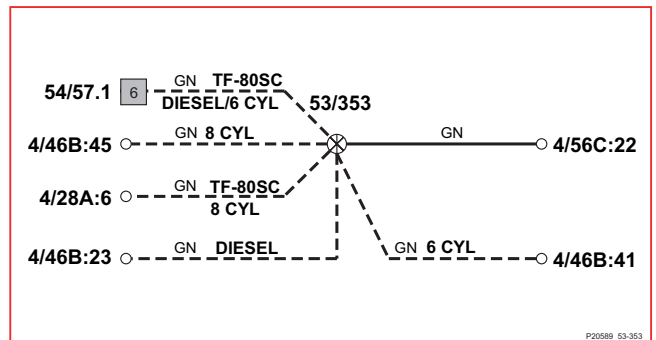 54/57.1 6 GN TF-80SC
DIESEL/6 CYL 53/353
4/46B:45 GN 8 CYL GN 4/56C:22
4/28A:6 GN TF-80SC
8 CYL
4/46B:23 GN DIESEL GN 6 CYL 4/46B:41
P20589_53-353